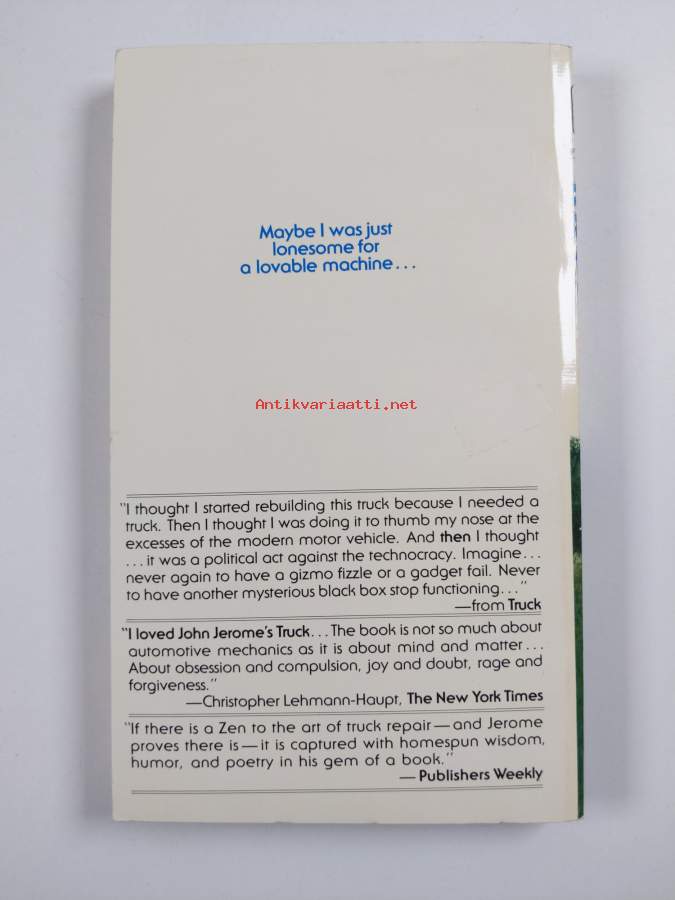 Maybe I was just
lonesome for
a lovable machine...
Antikvariaatti.net
"I thought I started rebuilding this truck because I needed a
truck. Then I thought I was doing it to thumb my nose at the
excesses of the modern motor vehicle. And then I thought
...it was a political act against the technocracy. Imagine...
never again to have a gizmo fizzle or a gadget fail. Never
to have another mysterious black box stop functioning..."
—from Truck
"I loved John Jerome's Truck...The book is not so much about
automotive mechanics as it is about mind and matter...
About obsession and compulsion, joy and doubt, rage and
forgiveness."
—Christopher Lehmann-Haupt, The New York Times
"If there is a Zen to the art of truck repair—and Jerome
proves there is—it is captured with homespun wisdom,
humor, and poetry in his gem of a book."
—Publishers Weekly